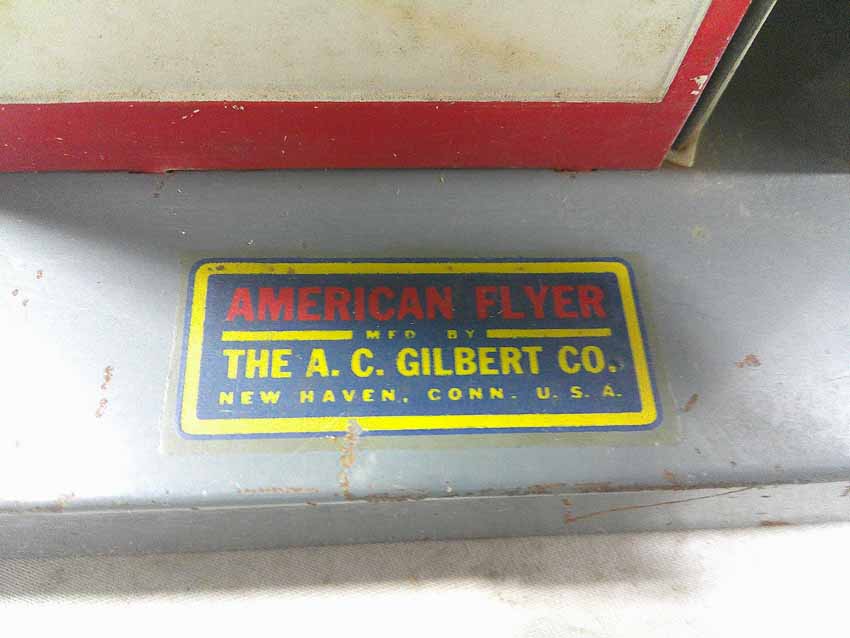 AMERICAN FLYER
MFD BY
THE A. C. GILBERT CO.
NEW HAVEN, CONN. U. S. A.